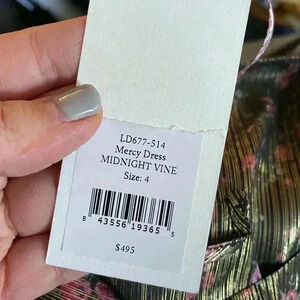 LD677-514
Mercy Dress
MIDNIGHT VINE
Size: 4
8 43556 19365 5
$495